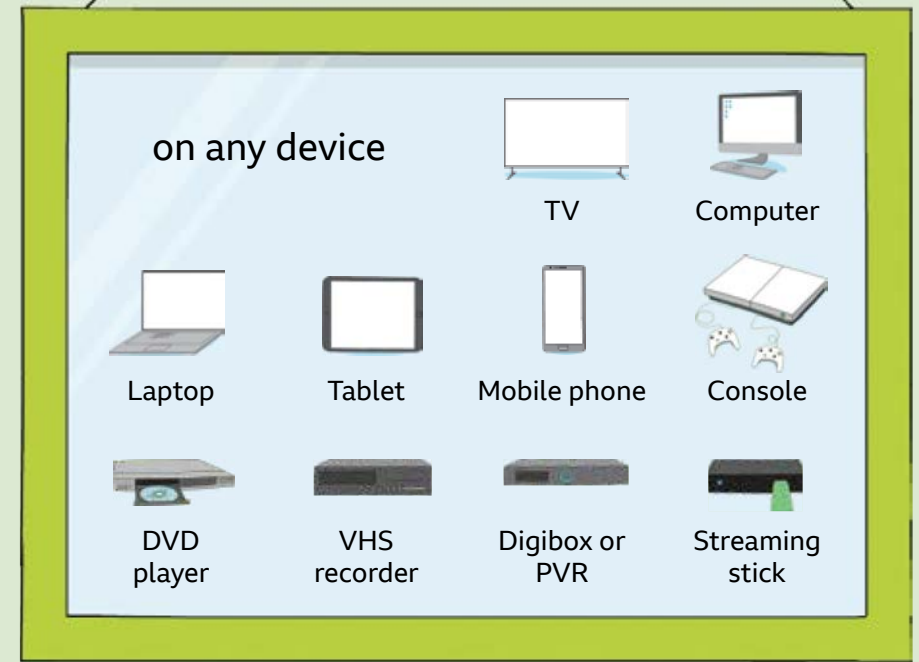 on any device
TV
Computer
Laptop
Tablet
Mobile phone
Console
DVD
player
VHS
recorder
Digibox or
PVR
Streaming
stick